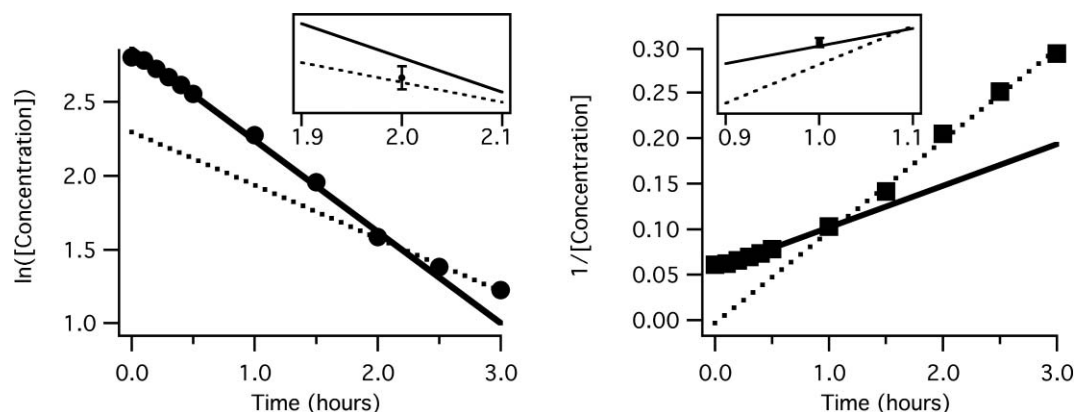 ln([Concentration])
2.5
2.0
1.5
1.0
1.9 2.0 2.1
0.0 1.0 2.0 3.0
Time (hours)
1/[Concentration]
0.30
0.25
0.20
0.15
0.10
0.05
0.00
0.9 1.0 1.1
0.0 1.0 2.0 3.0
Time (hours)